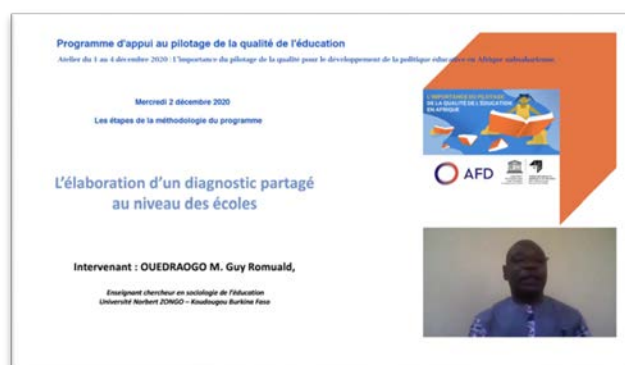 Programme d'appui au pilotage de la qualité de l'éducation
Atelier du 1 au 4 décembre 2020 : L'importance du pilotage de la qualité pour le développement de la politique éducative en Afrique subsaharienne
Mercredi 2 décembre 2020
Les étapes de la méthodologie du programme
L'élaboration d'un diagnostic partagé
au niveau des écoles
Intervenant : OUEDRAOGO M. Guy Romuald,
Enseignant chercheur en sociologie de l'éducation
Université Norbert ZONGO – Koudougou Burkina Faso
L'IMPORTANCE DU PILOTAGE
DE LA QUALITÉ DE L'ÉDUCATION
EN AFRIQUE
AFD